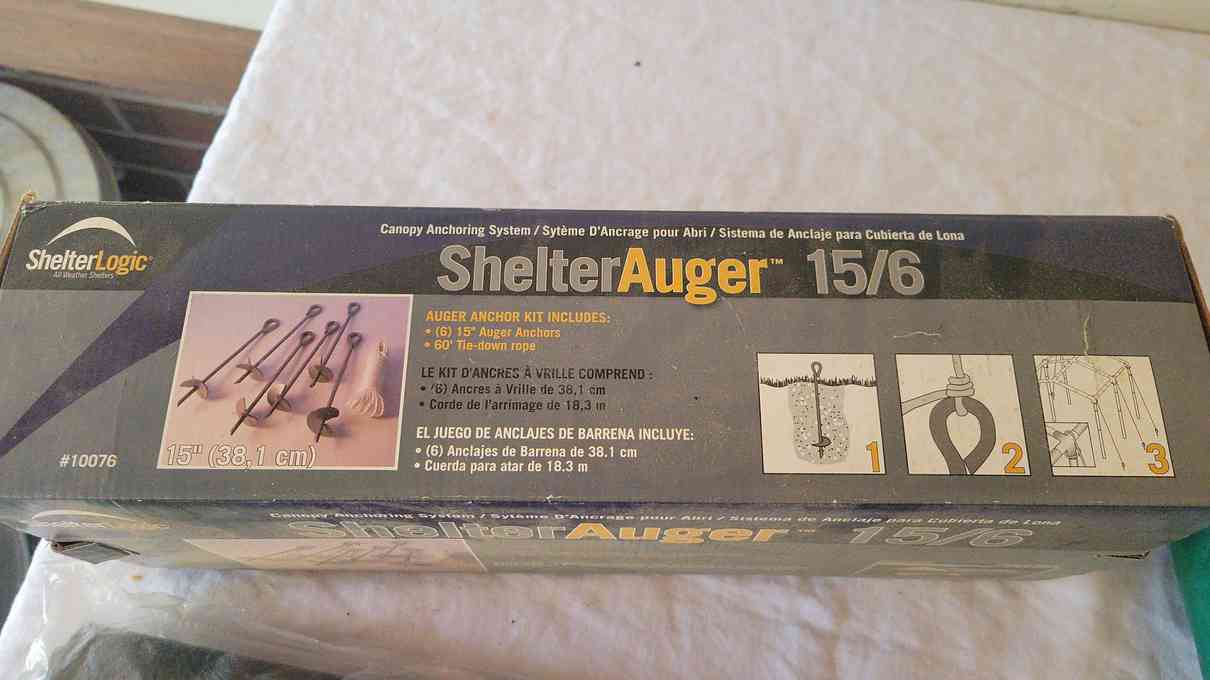 Canopy Anchoring System / Sytème D'Ancrage pour Abri / Sistema de Anclaje para Cubierta de Lona
ShelterLogic®
All Weather Shelters
ShelterAuger™ 15/6
AUGER ANCHOR KIT INCLUDES:
• (6) 15" Auger Anchors
• 60' Tie-down rope
LE KIT D'ANCRES À VRILLE COMPREND :
• (6) Ancres à Vrille de 38,1 cm
• Corde de l'arrimage de 18,3 m
EL JUEGO DE ANCLAJES DE BARRENA INCLUYE:
• (6) Anclajes de Barrena de 38.1 cm
• Cuerda para atar de 18.3 m
#10076
15" (38,1 cm)
1
2
3
Canopy Anchoring System / Sytème D'Ancrage pour Abri / Sistema de Anclaje para Cubierta de Lona
ShelterLogic
ShelterAuger™ 15/6